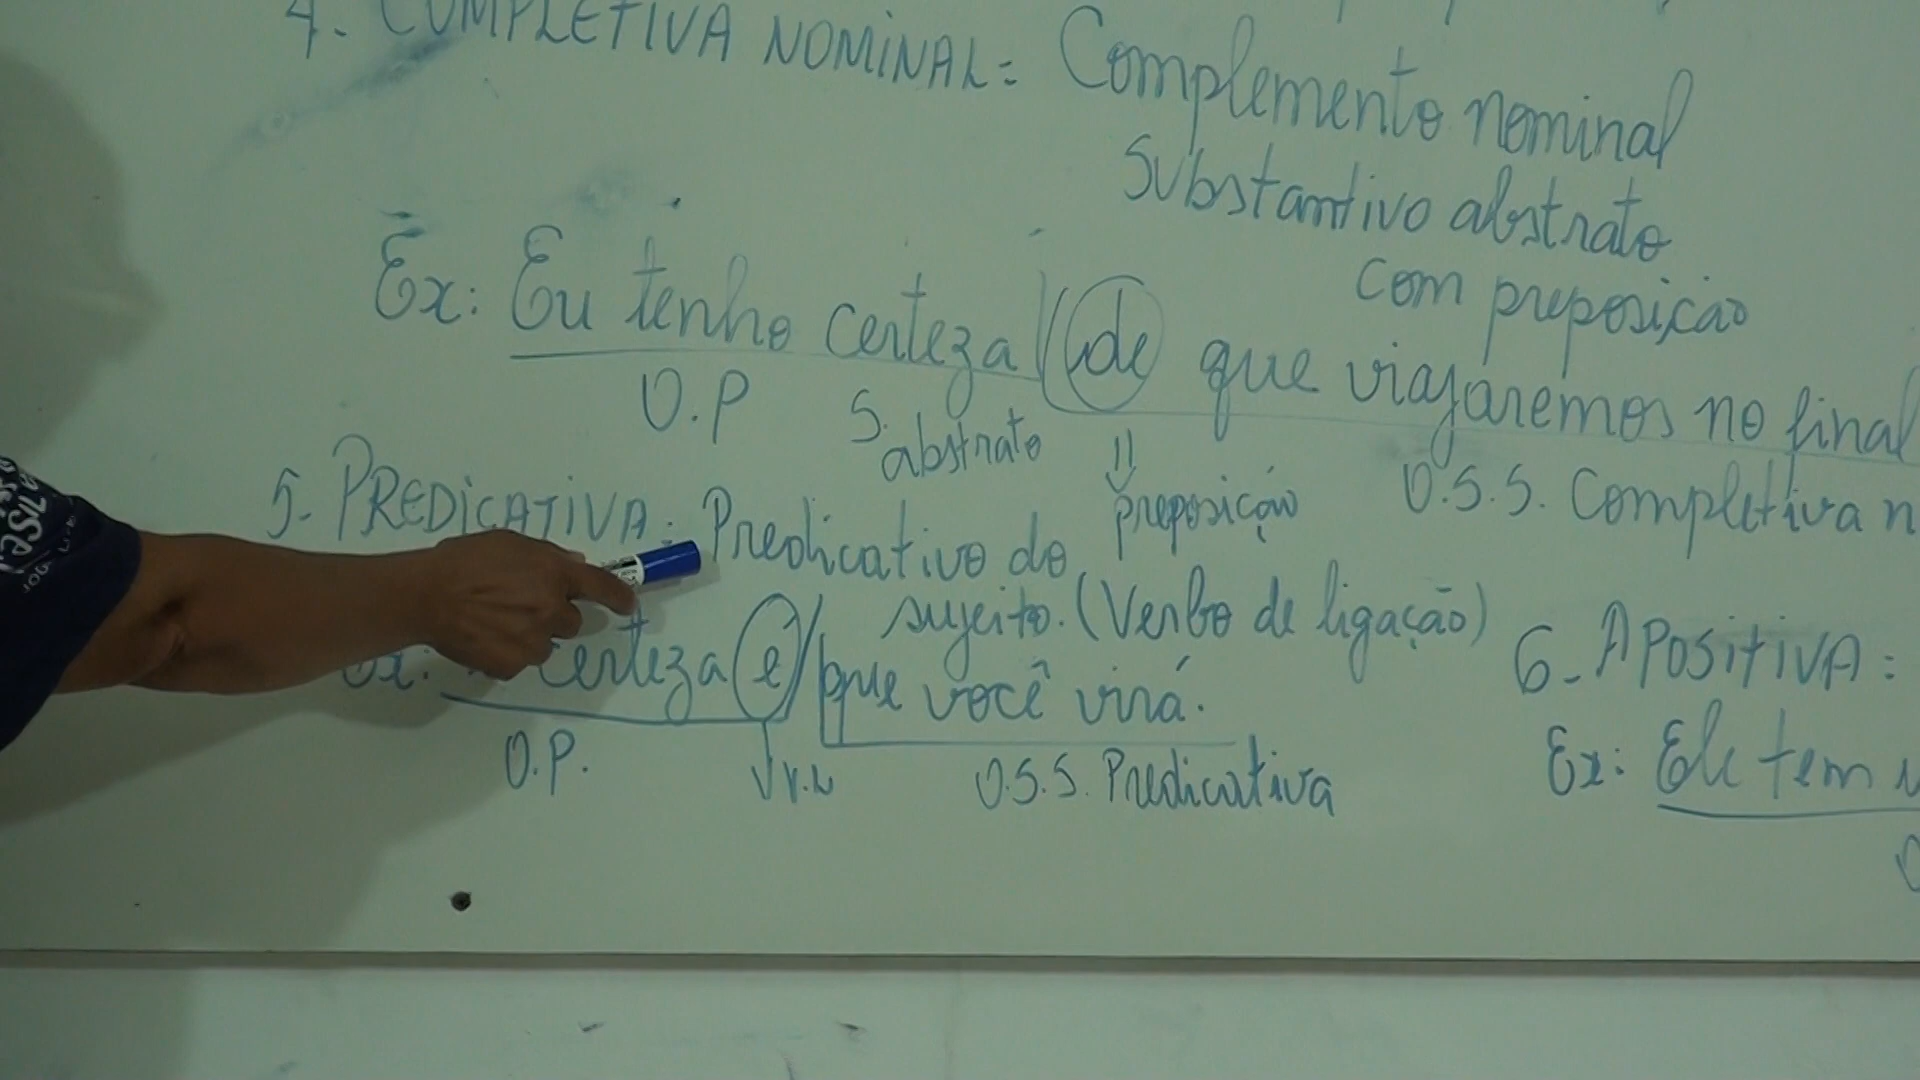 4. COMPLETIVA NOMINAL: Complemento nominal
Substantivo abstrato
com preposição
Ex: Eu tenho certeza (de que viajaremos no final
O.P S. abstrato preposição O.S.S. Completiva n
5- PREDICATIVA: Predicativo do
sujeito. (Verbo de ligação)
Ex: certeza é / que você virá.
O.P. V.L O.S.S. Predicativa
6- APOSITIVA:
Ex: Ele tem